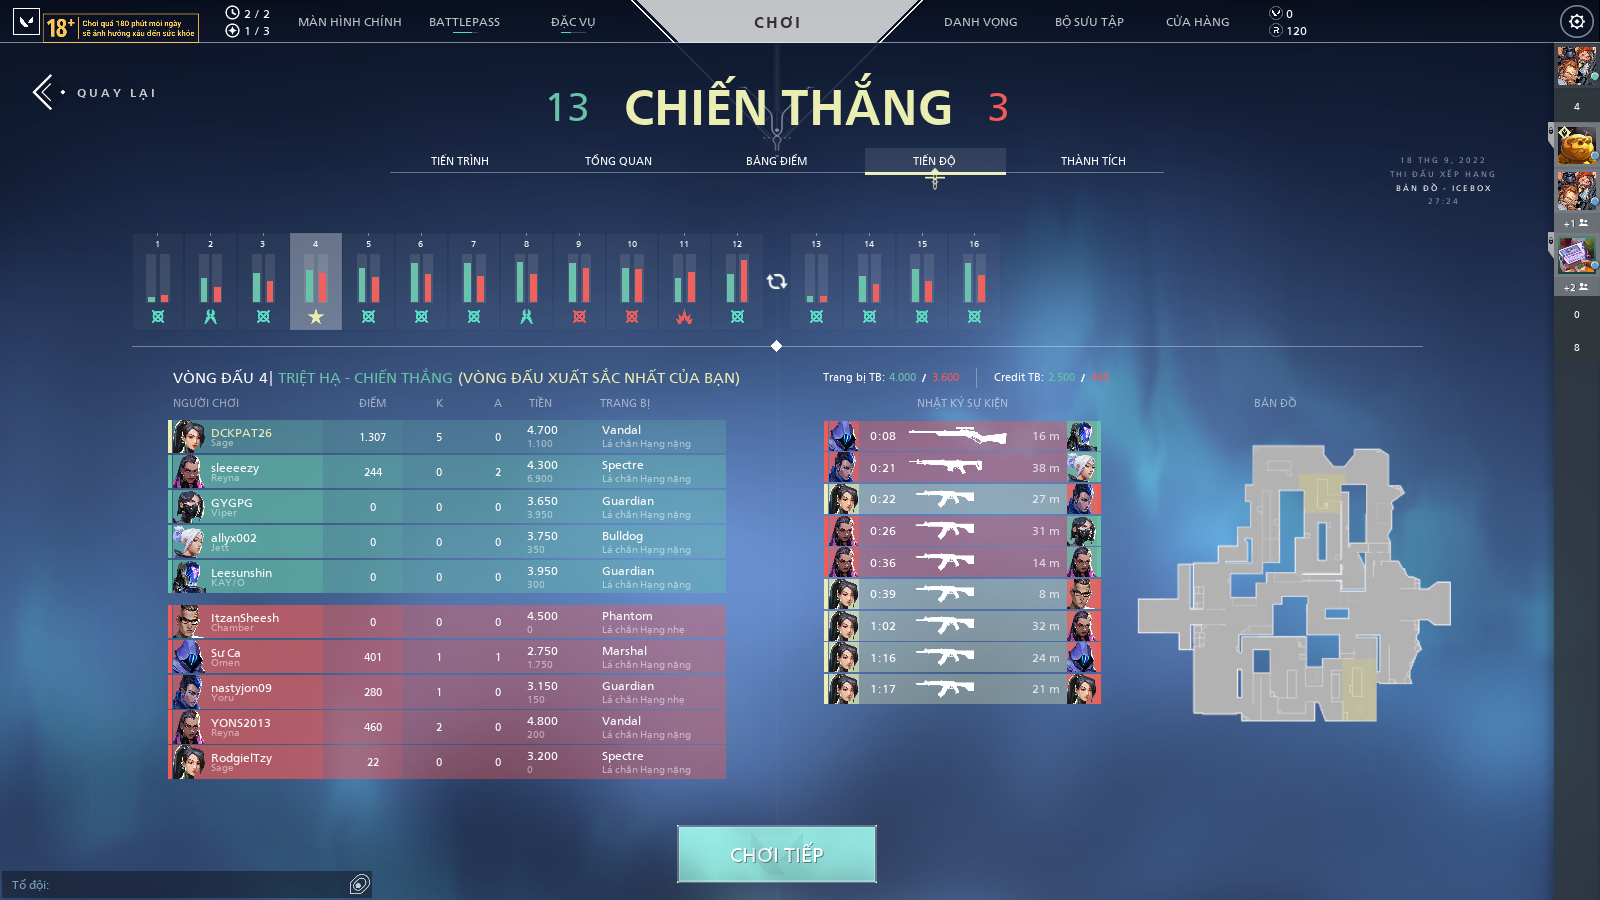 18+
Chơi quá 180 phút mỗi ngày
sẽ ảnh hưởng xấu đến sức khỏe
2 / 2
1 / 3
MÀN HÌNH CHÍNH
BATTLEPASS
ĐẶC VỤ
CHƠI
DANH VỌNG
BỘ SƯU TẬP
CỬA HÀNG
0
120
QUAY LẠI
13 CHIẾN THẮNG 3
TIẾN TRÌNH
TỔNG QUAN
BẢNG ĐIỂM
TIẾN ĐỘ
THÀNH TÍCH
18 THG 9, 2022
THI ĐẤU XẾP HẠNG
BẢN ĐỒ - ICEBOX
27:24
4
+1
+2
0
8
1 2 3 4 5 6 7 8 9 10 11 12 13 14 15 16
VÒNG ĐẤU 4| TRIỆT HẠ - CHIẾN THẮNG (VÒNG ĐẤU XUẤT SẮC NHẤT CỦA BẠN)
NGƯỜI CHƠI ĐIỂM K A TIỀN TRANG BỊ
DCKPAT26 1.307 5 0 4.700 Vandal
Sage 1.100 Lá chắn Hạng nặng
sleeeezy 244 0 2 4.300 Spectre
Reyna 6.900 Lá chắn Hạng nặng
GYGPG 0 0 0 3.650 Guardian
Viper 3.950 Lá chắn Hạng nặng
allyx002 0 0 0 3.750 Bulldog
Jett 350 Lá chắn Hạng nặng
Leesunshin 0 0 0 3.950 Guardian
KAY/O 300 Lá chắn Hạng nặng
ItzanSheesh 0 0 0 4.500 Phantom
Chamber 0 Lá chắn Hạng nhẹ
Sư Ca 401 1 1 2.750 Marshal
Omen 1.750 Lá chắn Hạng nặng
nastyjon09 280 1 0 3.150 Guardian
Yoru 150 Lá chắn Hạng nhẹ
YONS2013 460 2 0 4.800 Vandal
Reyna 200 Lá chắn Hạng nặng
RodgielTzy 22 0 0 3.200 Spectre
Sage 0 Lá chắn Hạng nặng
Trang bị TB: 4.000 / 3.600
Credit TB: 2.500 / 400
NHẬT KÝ SỰ KIỆN
0:08 16 m
0:21 38 m
0:22 27 m
0:26 31 m
0:36 14 m
0:39 8 m
1:02 32 m
1:16 24 m
1:17 21 m
BẢN ĐỒ
CHƠI TIẾP
Tổ đội: